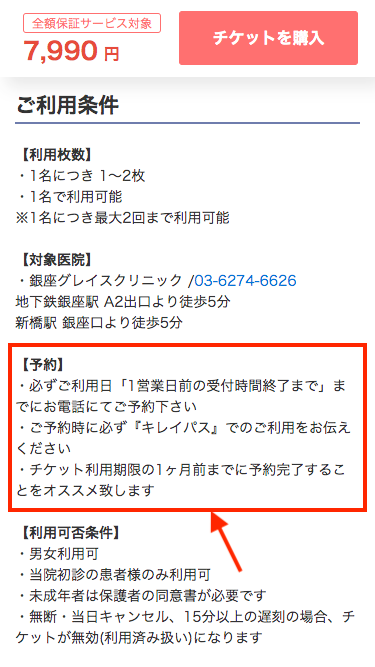 全額保証サービス対象
7,990 円
チケットを購入
ご利用条件
【利用枚数】
・1名につき 1〜2枚
・1名で利用可能
※1名につき最大2回まで利用可能
【対象医院】
・銀座グレイスクリニック /03-6274-6626
地下鉄銀座駅 A2出口より徒歩5分
新橋駅 銀座口より徒歩5分
【予約】
・必ずご利用日「1営業日前の受付時間終了まで」ま
でにお電話にてご予約下さい
・ご予約時に必ず『キレイパス』でのご利用をお伝え
ください
・チケット利用期限の1ヶ月前までに予約完了するこ
とをオススメ致します
【利用可否条件】
・男女利用可
・当院初診の患者様のみ利用可
・未成年者は保護者の同意書が必要です
・無断・当日キャンセル、15分以上の遅刻の場合、チ
ケットが無効(利用済み扱い)になります